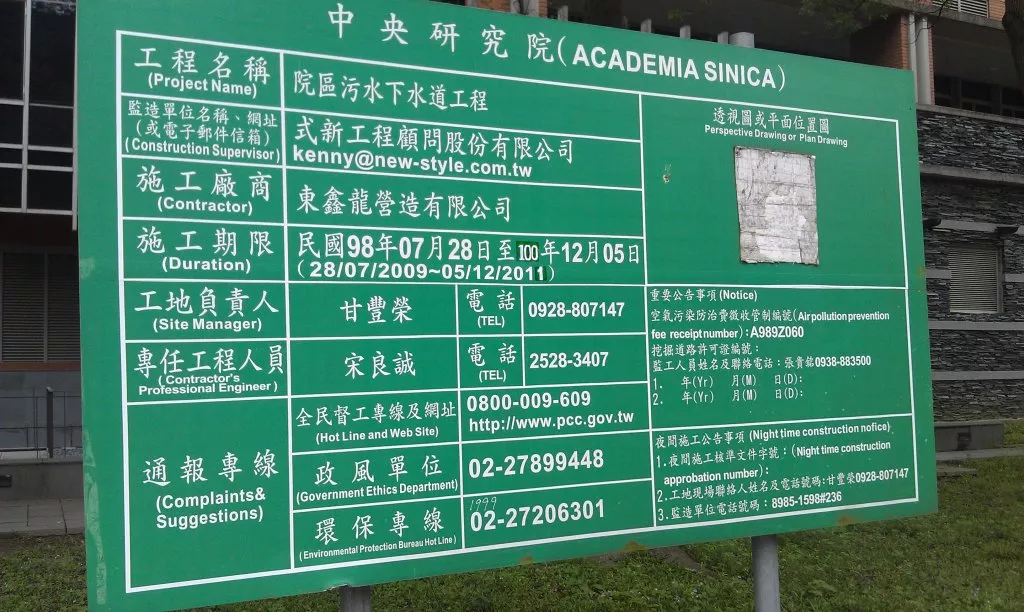 中央研究院(ACADEMIA SINICA)
工程名稱
(Project Name)
院區污水下水道工程
監造單位名稱、網址
(或電子郵件信箱)
(Construction Supervisor)
式新工程顧問股份有限公司
kenny@new-style.com.tw
施工廠商
(Contractor)
東鑫龍營造有限公司
施工期限
(Duration)
民國98年07月28日至100年12月05日
(28/07/2009~05/12/2011)
透視圖或平面位置圖
Perspective Drawing or Plan Drawing
工地負責人
(Site Manager)
甘豐榮
電話
(TEL)
0928-807147
專任工程人員
(Contractor's
Professional Engineer)
宋良誠
電話
(TEL)
2528-3407
通報專線
(Complaints&
Suggestions)
全民督工專線及網址
(Hot Line and Web Site)
0800-009-609
http://www.pcc.gov.tw
政風單位
(Government Ethics Department)
02-27899448
環保專線
(Environmental Protection Bureau Hot Line)
1999
02-27206301
重要公告事項(Notice)
空氣污染防治費徵收管制編號(Air pollution prevention
fee receipt number):A989Z060
挖掘道路許可證編號:
監工人員姓名及聯絡電話:張貴銘0938-883500
1. 年(Yr) 月(M) 日(D):
2. 年(Yr) 月(M) 日(D):
夜間施工公告事項(Night time construction notice)
1.夜間施工核準文件字號:(Night time construction
approbation number):
2.工地現場聯絡人姓名及電話號碼:甘豐榮0928-807147
3.監造單位電話號碼:8985-1598#236